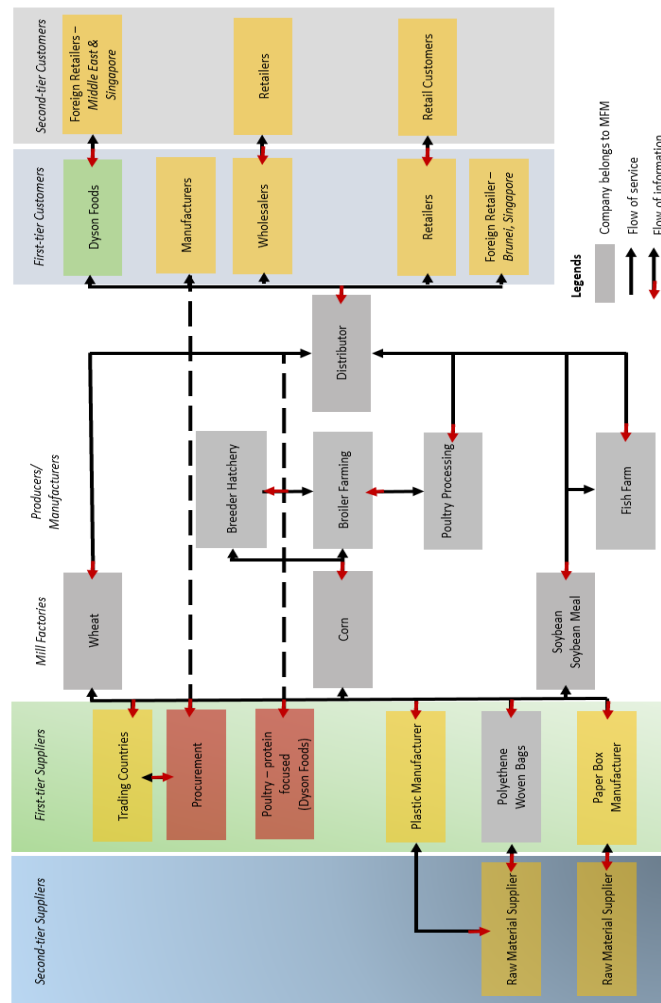 Second-tier Suppliers
First-tier Suppliers
Mill Factories
Producers/
Manufacturers
First-tier Customers
Second-tier Customers
Trading Countries
Procurement
Poultry – protein
focused
(Dyson Foods)
Plastic Manufacturer
Polyethene
Woven Bags
Paper Box
Manufacturer
Raw Material Supplier
Raw Material Supplier
Wheat
Corn
Soybean
Soybean Meal
Breeder Hatchery
Broiler Farming
Poultry Processing
Fish Farm
Distributor
Dyson Foods
Manufacturers
Wholesalers
Retailers
Foreign Retailer –
Brunei, Singapore
Foreign Retailers –
Middle East &
Singapore
Retailers
Retail Customers
Legends
Company belongs to MFM
Flow of service
Flow of information